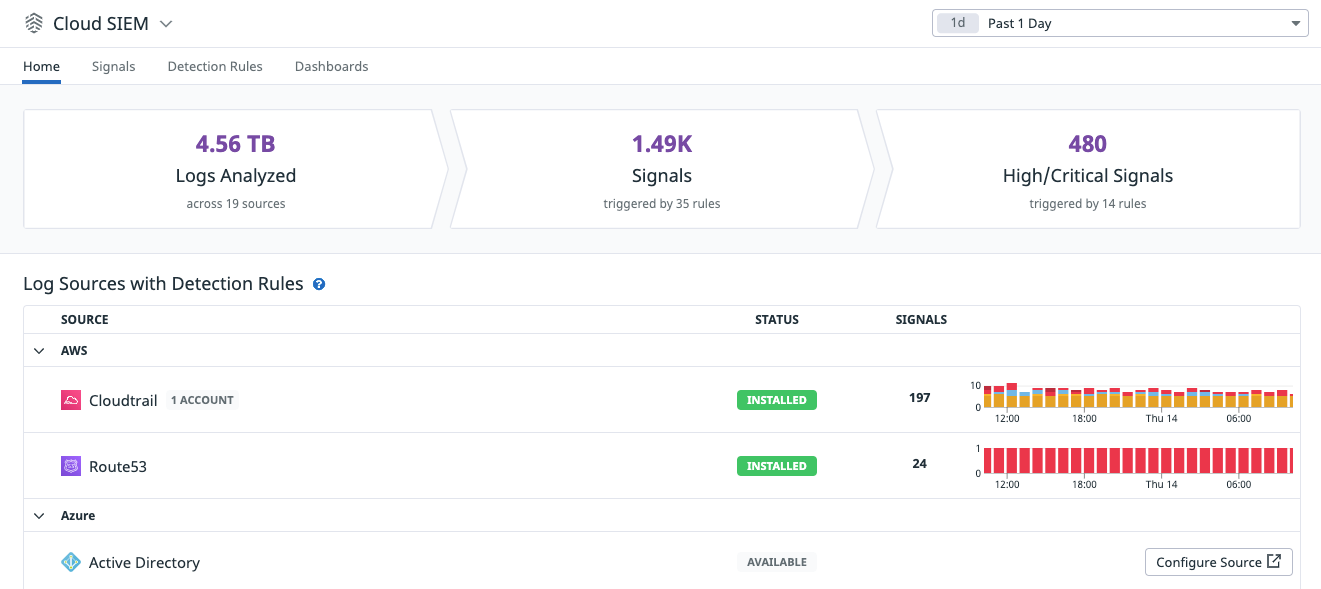 Cloud SIEM
1d Past 1 Day
Home Signals Detection Rules Dashboards
4.56 TB
Logs Analyzed
across 19 sources
1.49K
Signals
triggered by 35 rules
480
High/Critical Signals
triggered by 14 rules
Log Sources with Detection Rules ?
SOURCE STATUS SIGNALS
AWS
Cloudtrail 1 ACCOUNT INSTALLED 197
10
0
12:00 18:00 Thu 14 06:00
Route53 INSTALLED 24
1
0
12:00 18:00 Thu 14 06:00
Azure
Active Directory AVAILABLE Configure Source